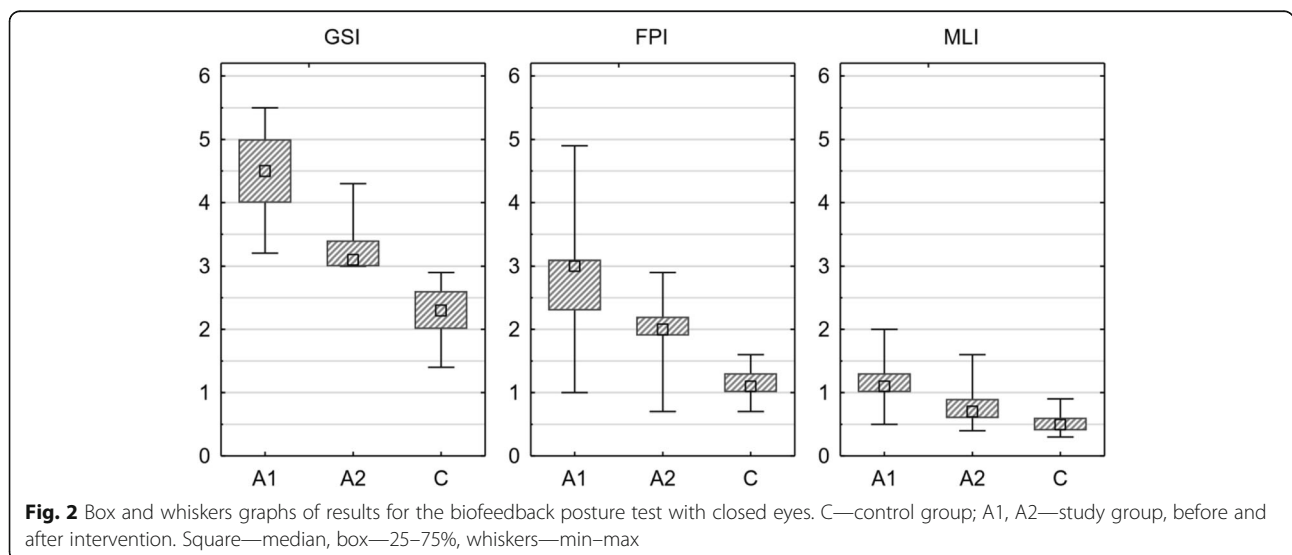 GSI FPI MLI
6 6 6
5 5 5
4 4 4
3 3 3
2 2 2
1 1 1
0 0 0
A1 A2 C A1 A2 C A1 A2 C
Fig. 2 Box and whiskers graphs of results for the biofeedback posture test with closed eyes. C—control group; A1, A2—study group, before and
after intervention. Square—median, box—25–75%, whiskers—min–max